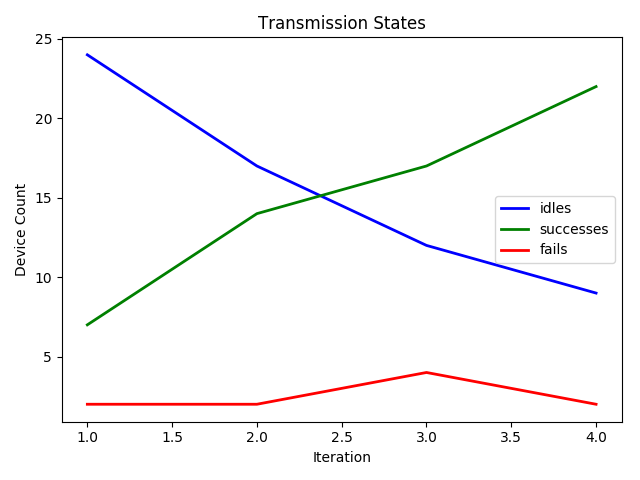 Transmission States
Device Count
25
20
15
10
5
idles
successes
fails
1.0 1.5 2.0 2.5 3.0 3.5 4.0
Iteration